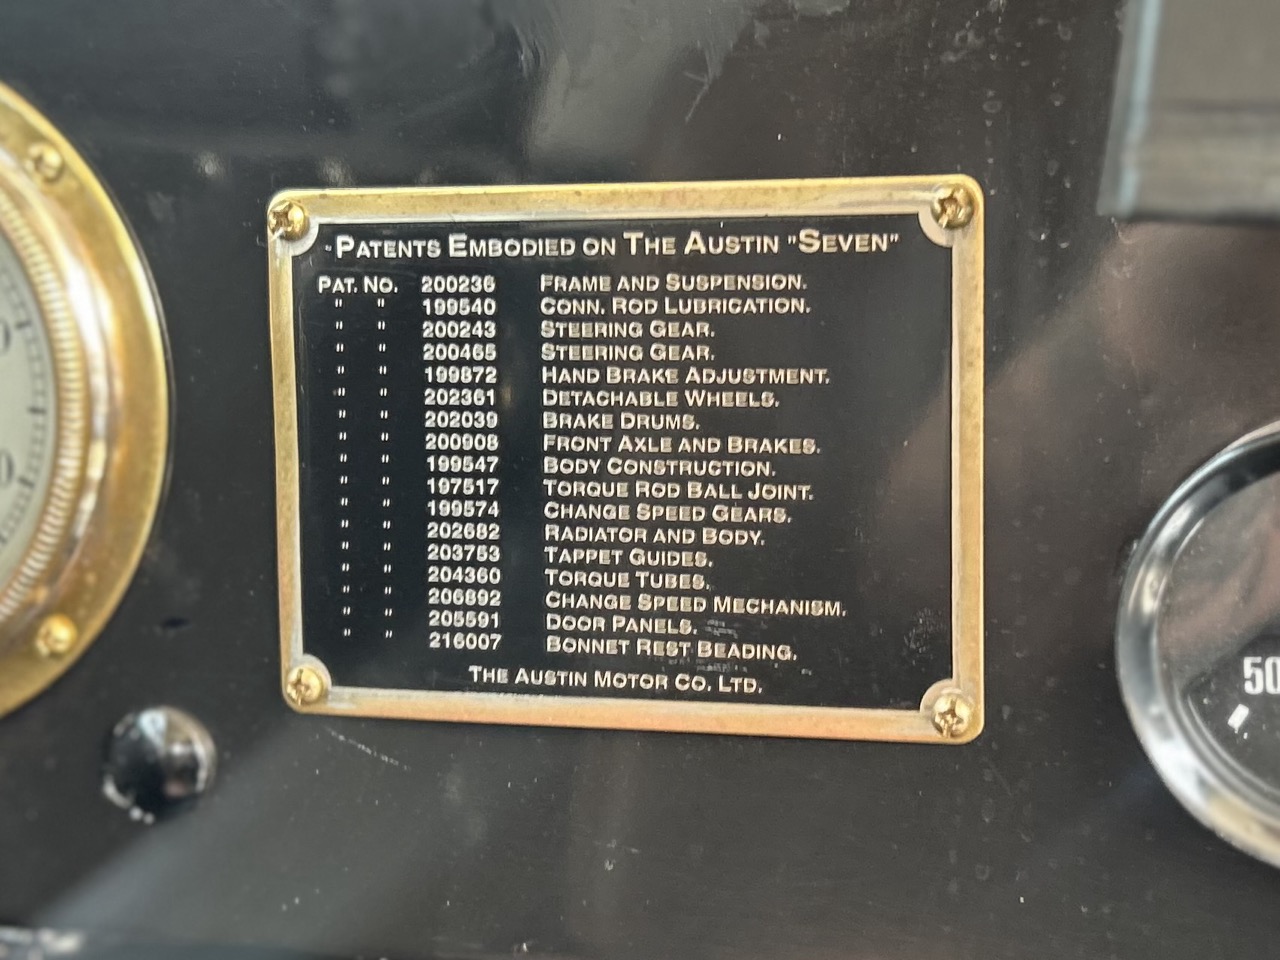 PATENTS EMBODIED ON THE AUSTIN "SEVEN"
PAT. NO. 200236 FRAME AND SUSPENSION.
" " 199540 CONN. ROD LUBRICATION.
" " 200243 STEERING GEAR.
" " 200465 STEERING GEAR.
" " 199872 HAND BRAKE ADJUSTMENT.
" " 202361 DETACHABLE WHEELS.
" " 202039 BRAKE DRUMS.
" " 200908 FRONT AXLE AND BRAKES.
" " 199547 BODY CONSTRUCTION.
" " 197517 TORQUE ROD BALL JOINT.
" " 199574 CHANGE SPEED GEARS.
" " 202682 RADIATOR AND BODY.
" " 203753 TAPPET GUIDES.
" " 204360 TORQUE TUBES.
" " 206892 CHANGE SPEED MECHANISM.
" " 205591 DOOR PANELS.
" " 216007 BONNET REST BEADING.
THE AUSTIN MOTOR CO. LTD.
50